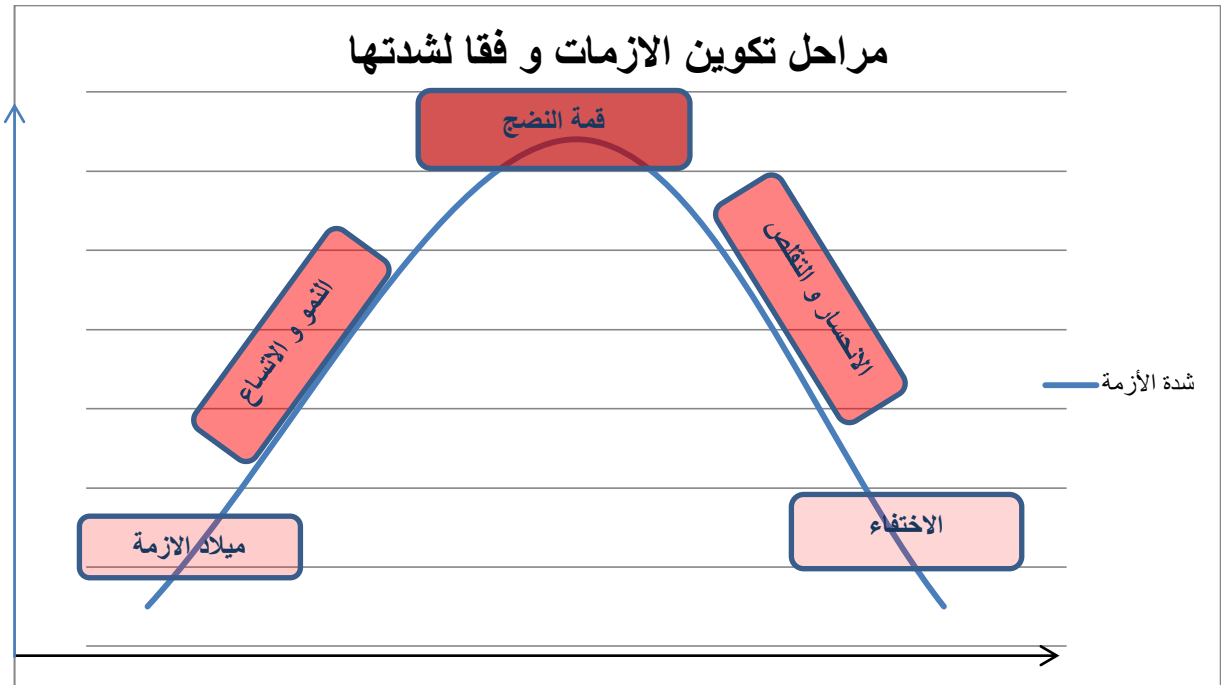 مراحل تكوين الازمات و فقا لشدتها
قمة النضج
الانحسار و التقلص
النمو و الاتساع
شدة الأزمة
الاختفاء
ميلاد الازمة